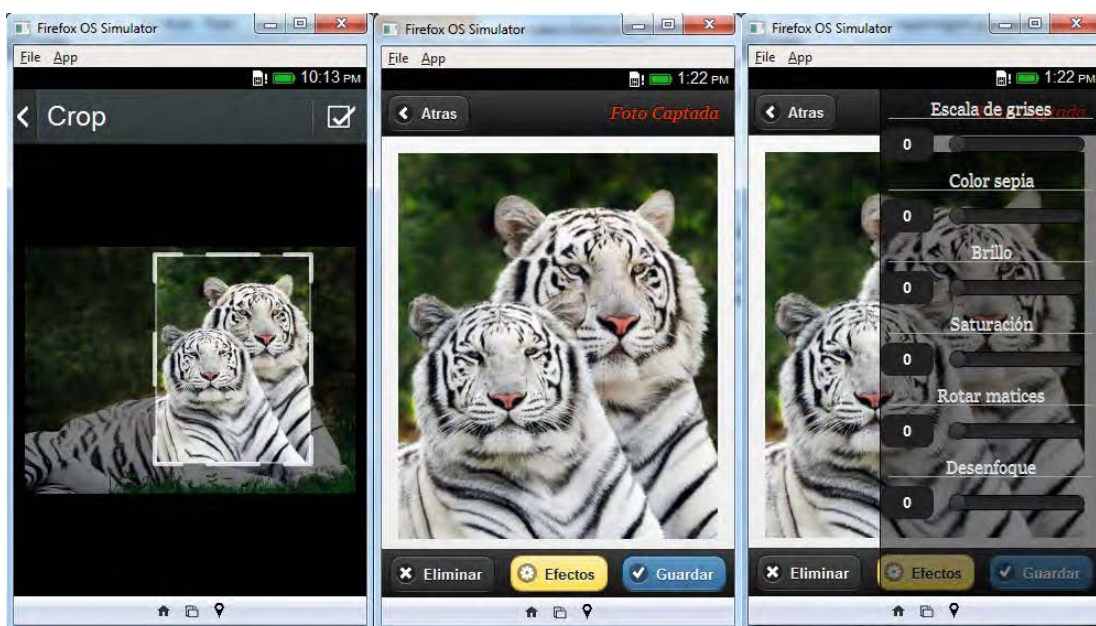 Firefox OS Simulator
File App
10:13 PM
Crop
Firefox OS Simulator
File App
1:22 PM
Atras
Foto Captada
Eliminar
Efectos
Guardar
Firefox OS Simulator
File App
1:22 PM
Atras
Escala de grises
0
Color sepia
0
Brillo
0
Saturación
0
Rotar matices
0
Desenfoque
0
Eliminar
Efectos
Guardar